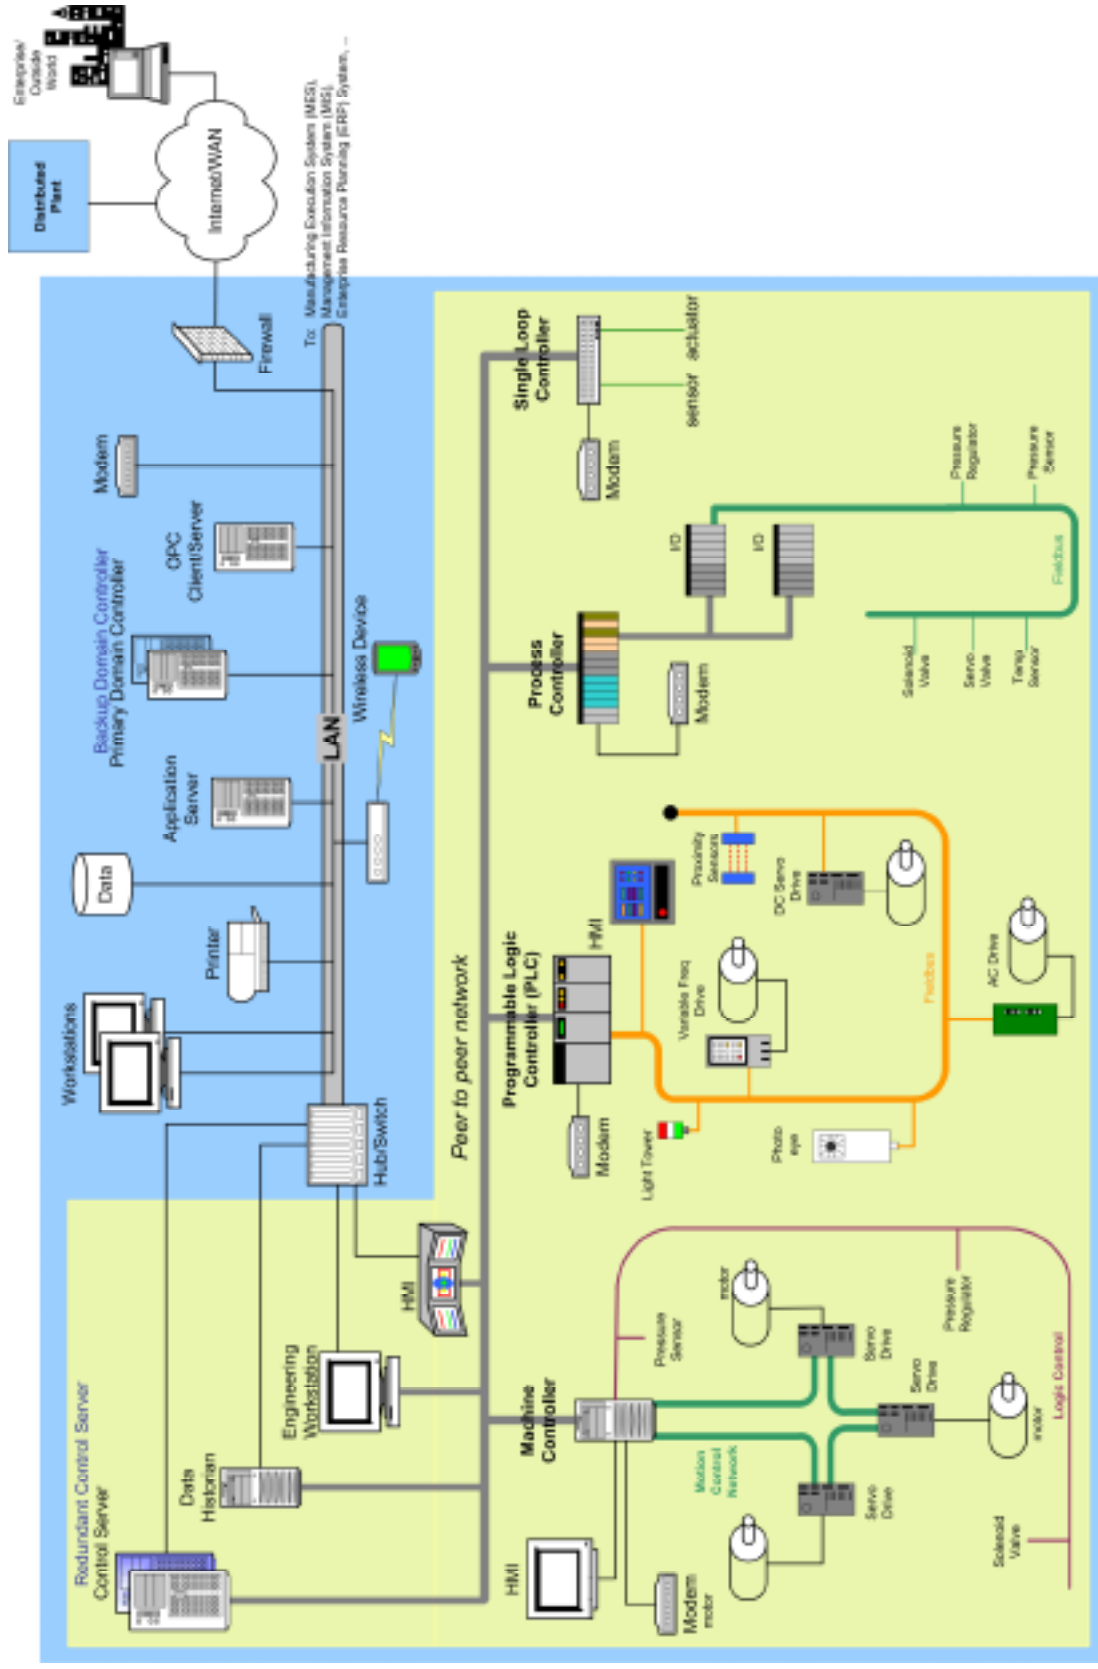 Enterprise/
Outside
World
Distributed
Plant
Internet/WAN
To: Manufacturing Execution System (MES),
Management Information System (MIS),
Enterprise Resource Planning (ERP) System, ...
Firewall
Modem
OPC
Client/Server
Backup Domain Controller
Primary Domain Controller
Application
Server
Data
Printer
Workstations
Wireless Device
LAN
Hub/Switch
Redundant Control Server
Control Server
Data
Historian
Engineering
Workstation
HMI
Peer to peer network
Machine
Controller
HMI
Modem
motor
Pressure
Sensor
motor
Servo
Drive
Servo
Drive
Servo
Drive
motor
Motion
Control
Network
Pressure
Regulator
Logic Control
Solenoid
Valve
Programmable Logic
Controller (PLC)
HMI
Modem
Light Tower
Variable Freq
Drive
Proximity
Sensors
DC Servo
Drive
Photo
eye
Fieldbus
AC Drive
Process
Controller
Modem
I/O
I/O
Solenoid
Valve
Servo
Valve
Temp
Sensor
Fieldbus
Pressure
Regulator
Pressure
Sensor
Single Loop
Controller
Modem
sensor
actuator